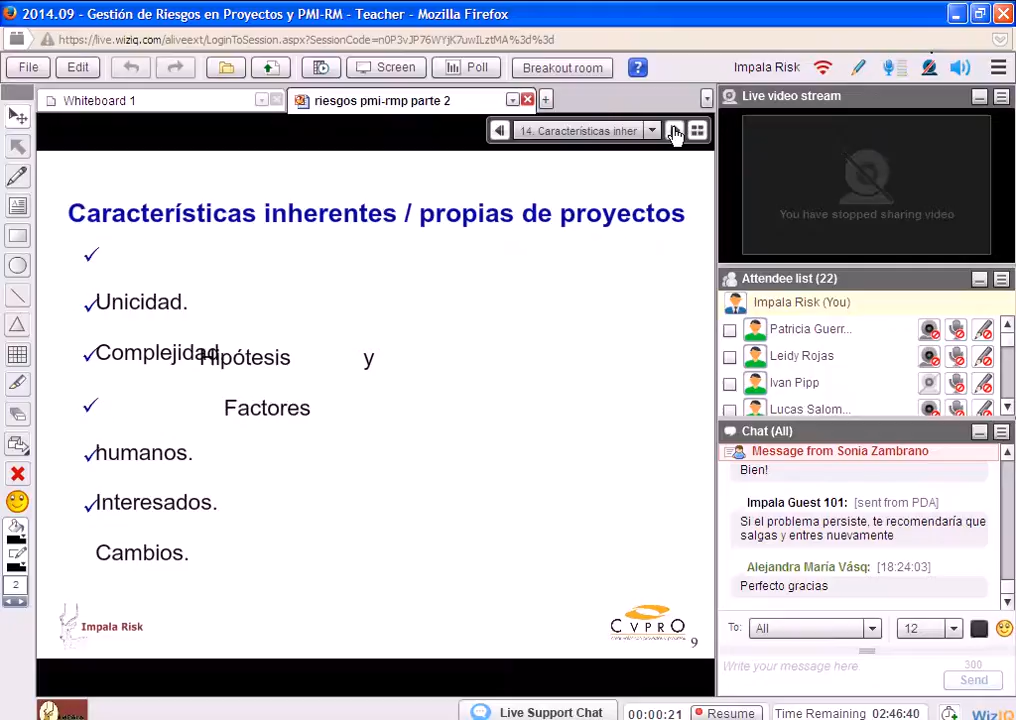 2014.09 - Gestión de Riesgos en Proyectos y PMI-RM - Teacher - Mozilla Firefox
https://live.wiziq.com/aliveext/LoginToSession.aspx?SessionCode=n0P3vJP76WYjK7uwILztMA%3d%3d
File Edit Screen Poll Breakout room ? Impala Risk
Whiteboard 1 riesgos pmi-rmp parte 2
14. Características inher
Características inherentes / propias de proyectos
Unicidad.
Complejidad.
Hipótesis y
Factores
humanos.
Interesados.
Cambios.
Impala Risk
CVPRO
9
2
Live video stream
You have stopped sharing video
Attendee list (22)
Impala Risk (You)
Patricia Guerr...
Leidy Rojas
Ivan Pipp
Lucas Salom...
Chat (All)
Message from Sonia Zambrano
Bien!
Impala Guest 101: [sent from PDA]
Si el problema persiste, te recomendaría que
salgas y entres nuevamente
Alejandra María Vásq: [18:24:03]
Perfecto gracias
To: All 12
Write your message here 300
Send
Live Support Chat 00:00:21 Resume Time Remaining 02:46:40 WizIQ